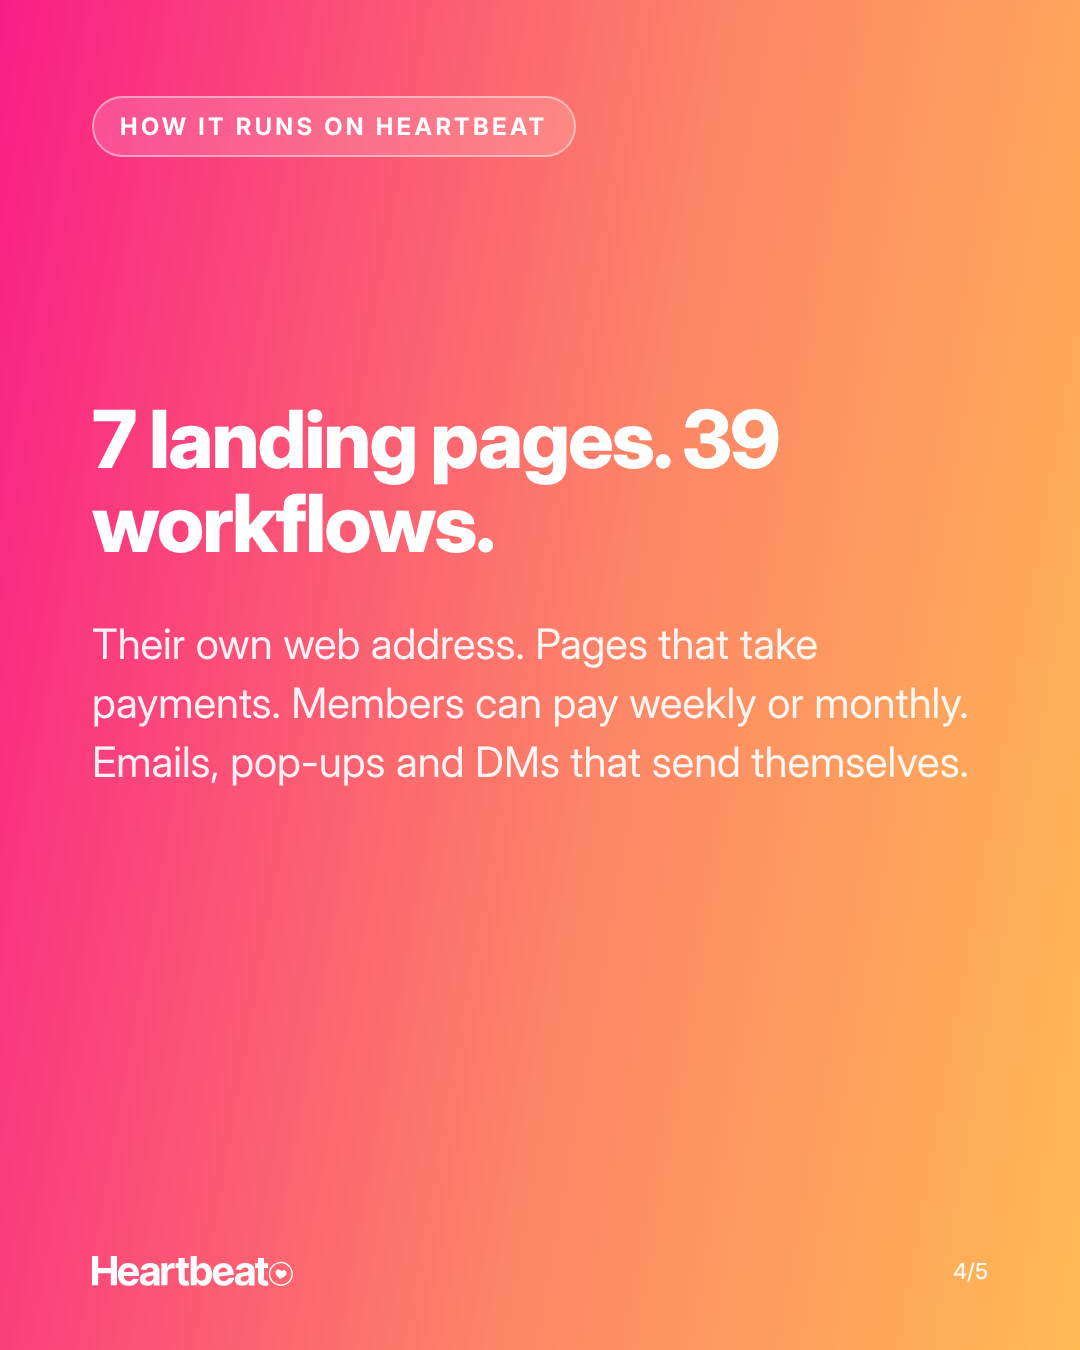 HOW IT RUNS ON HEARTBEAT
7 landing pages. 39
workflows.
Their own web address. Pages that take
payments. Members can pay weekly or monthly.
Emails, pop-ups and DMs that send themselves.
Heartbeat
4/5